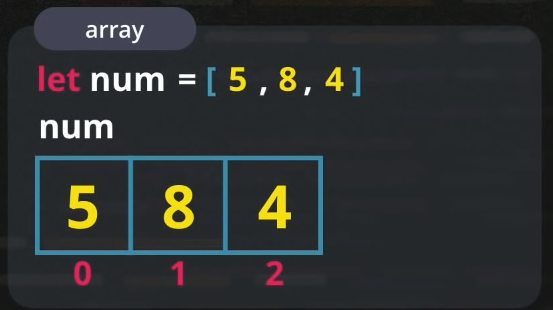 array
let num = [ 5 , 8 , 4 ]
num
5 8 4
0 1 2